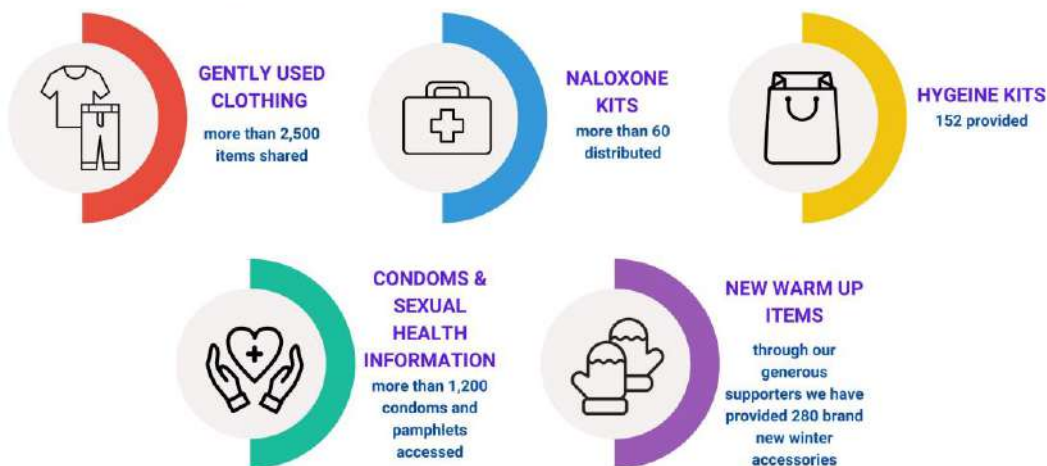 GENTLY USED
CLOTHING
more than 2,500
items shared
NALOXONE
KITS
more than 60
distributed
HYGEINE KITS
152 provided
CONDOMS &
SEXUAL
HEALTH
INFORMATION
more than 1,200
condoms and
pamphlets
accessed
NEW WARM UP
ITEMS
through our
generous
supporters we have
provided 280 brand
new winter
accessories